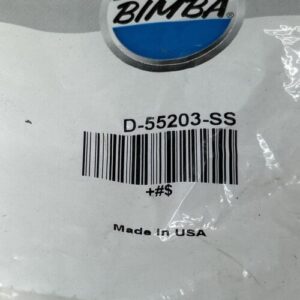 BIMBA®
D-55203-SS
+#$
Made in USA